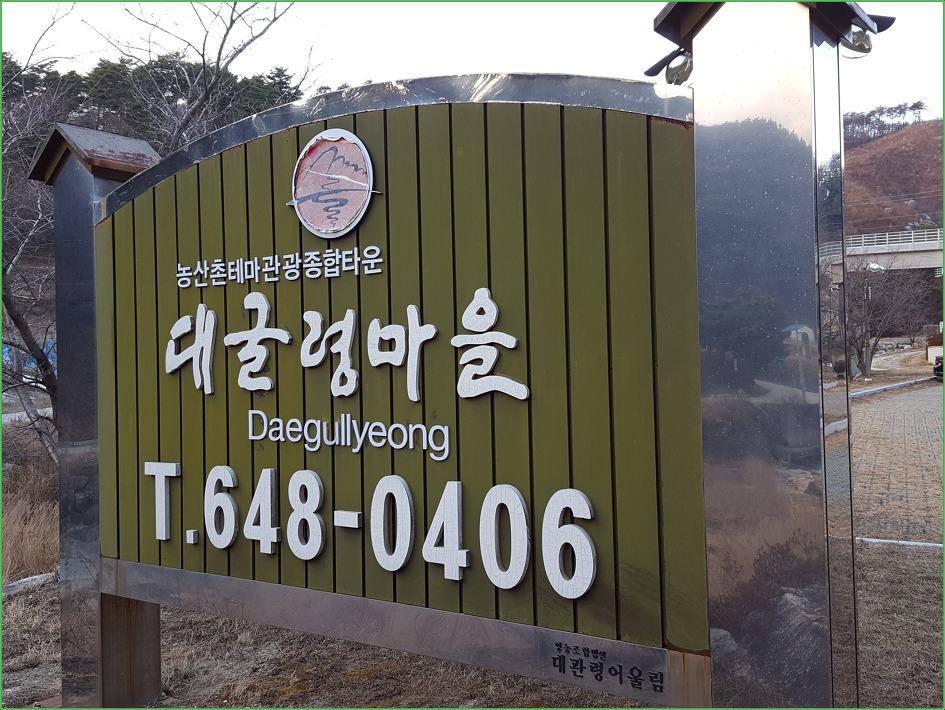 농산촌테마관광종합타운
대굴령마을
Daegullyeong
T.648-0406
영농조합법인
대관령어울림